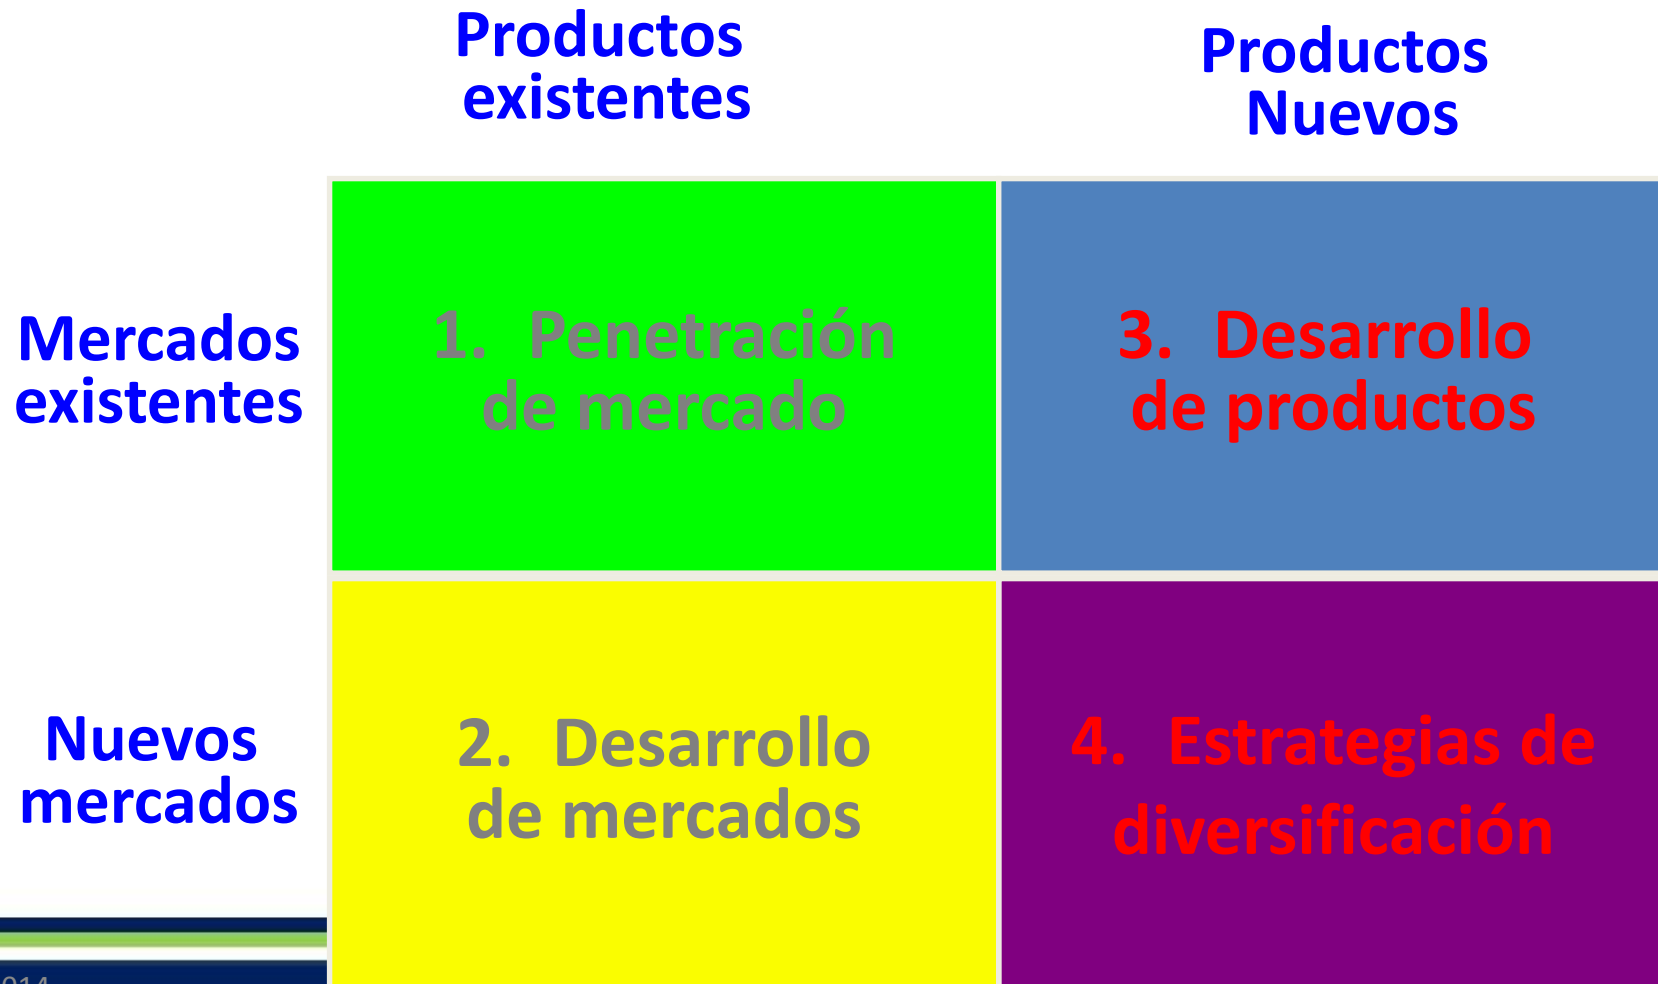 Productos
existentes
Productos
Nuevos
Mercados
existentes
1. Penetración
de mercado
3. Desarrollo
de productos
Nuevos
mercados
2. Desarrollo
de mercados
4. Estrategias de
diversificación